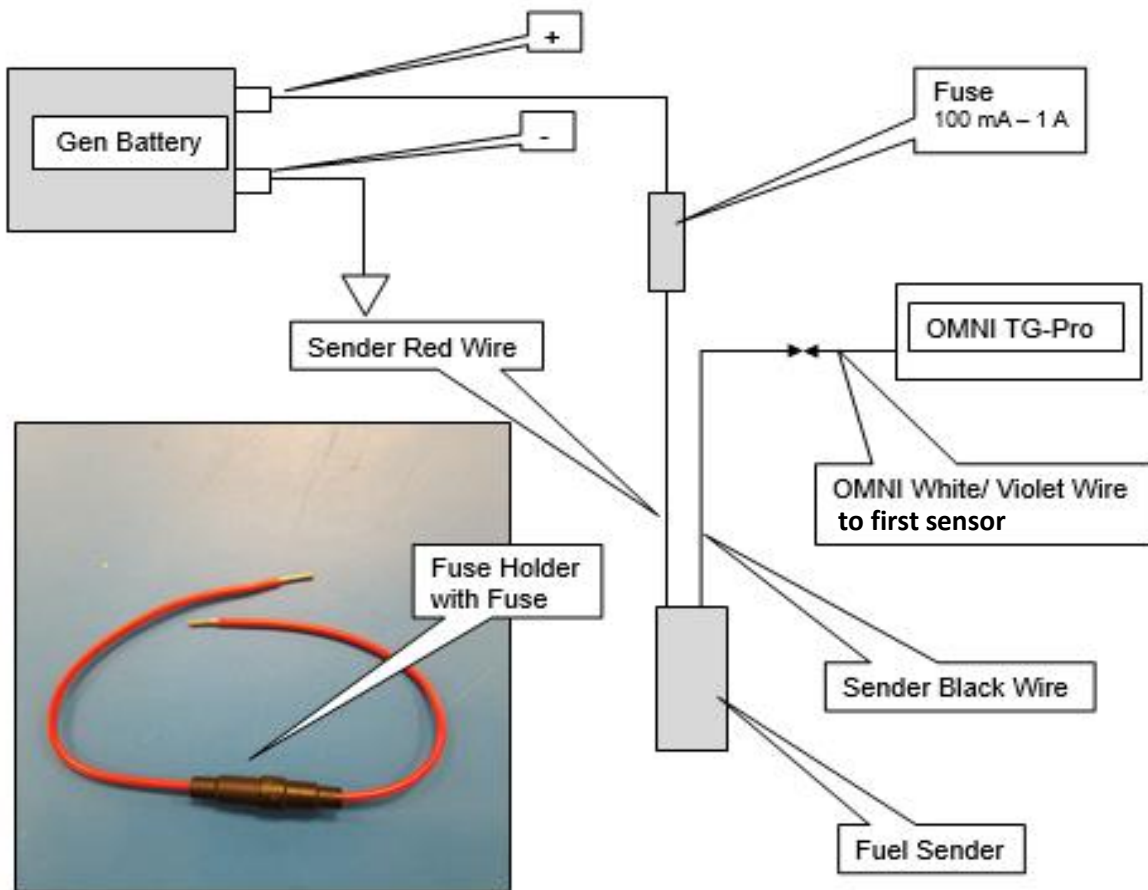 +
Gen Battery
-
Fuse
100 mA – 1 A
Sender Red Wire
OMNI TG-Pro
OMNI White/ Violet Wire
to first sensor
Fuse Holder
with Fuse
Sender Black Wire
Fuel Sender